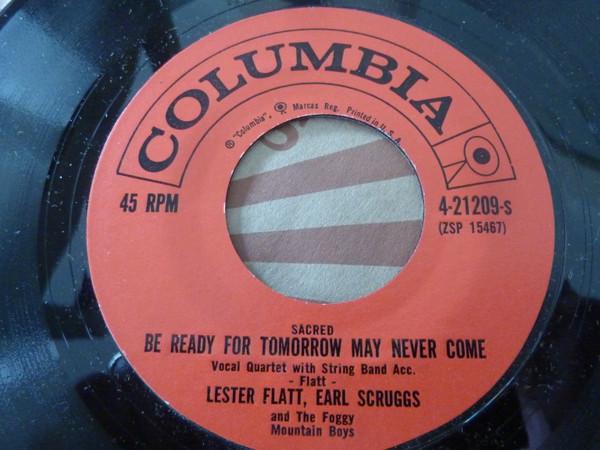 COLUMBIA
® "Columbia", Marcas Reg. Printed in U. S. A.
45 RPM
4-21209-s
(ZSP 15467)
SACRED
BE READY FOR TOMORROW MAY NEVER COME
Vocal Quartet with String Band Acc.
- Flatt -
LESTER FLATT, EARL SCRUGGS
and The Foggy
Mountain Boys